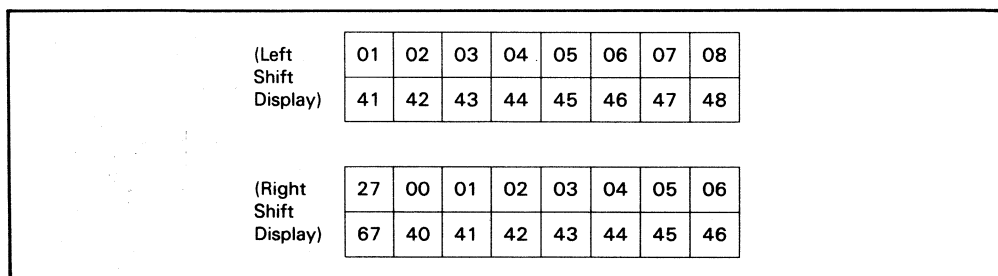 (Left Shift Display) 01 02 03 04 05 06 07 08
41 42 43 44 45 46 47 48
(Right Shift Display) 27 00 01 02 03 04 05 06
67 40 41 42 43 44 45 46